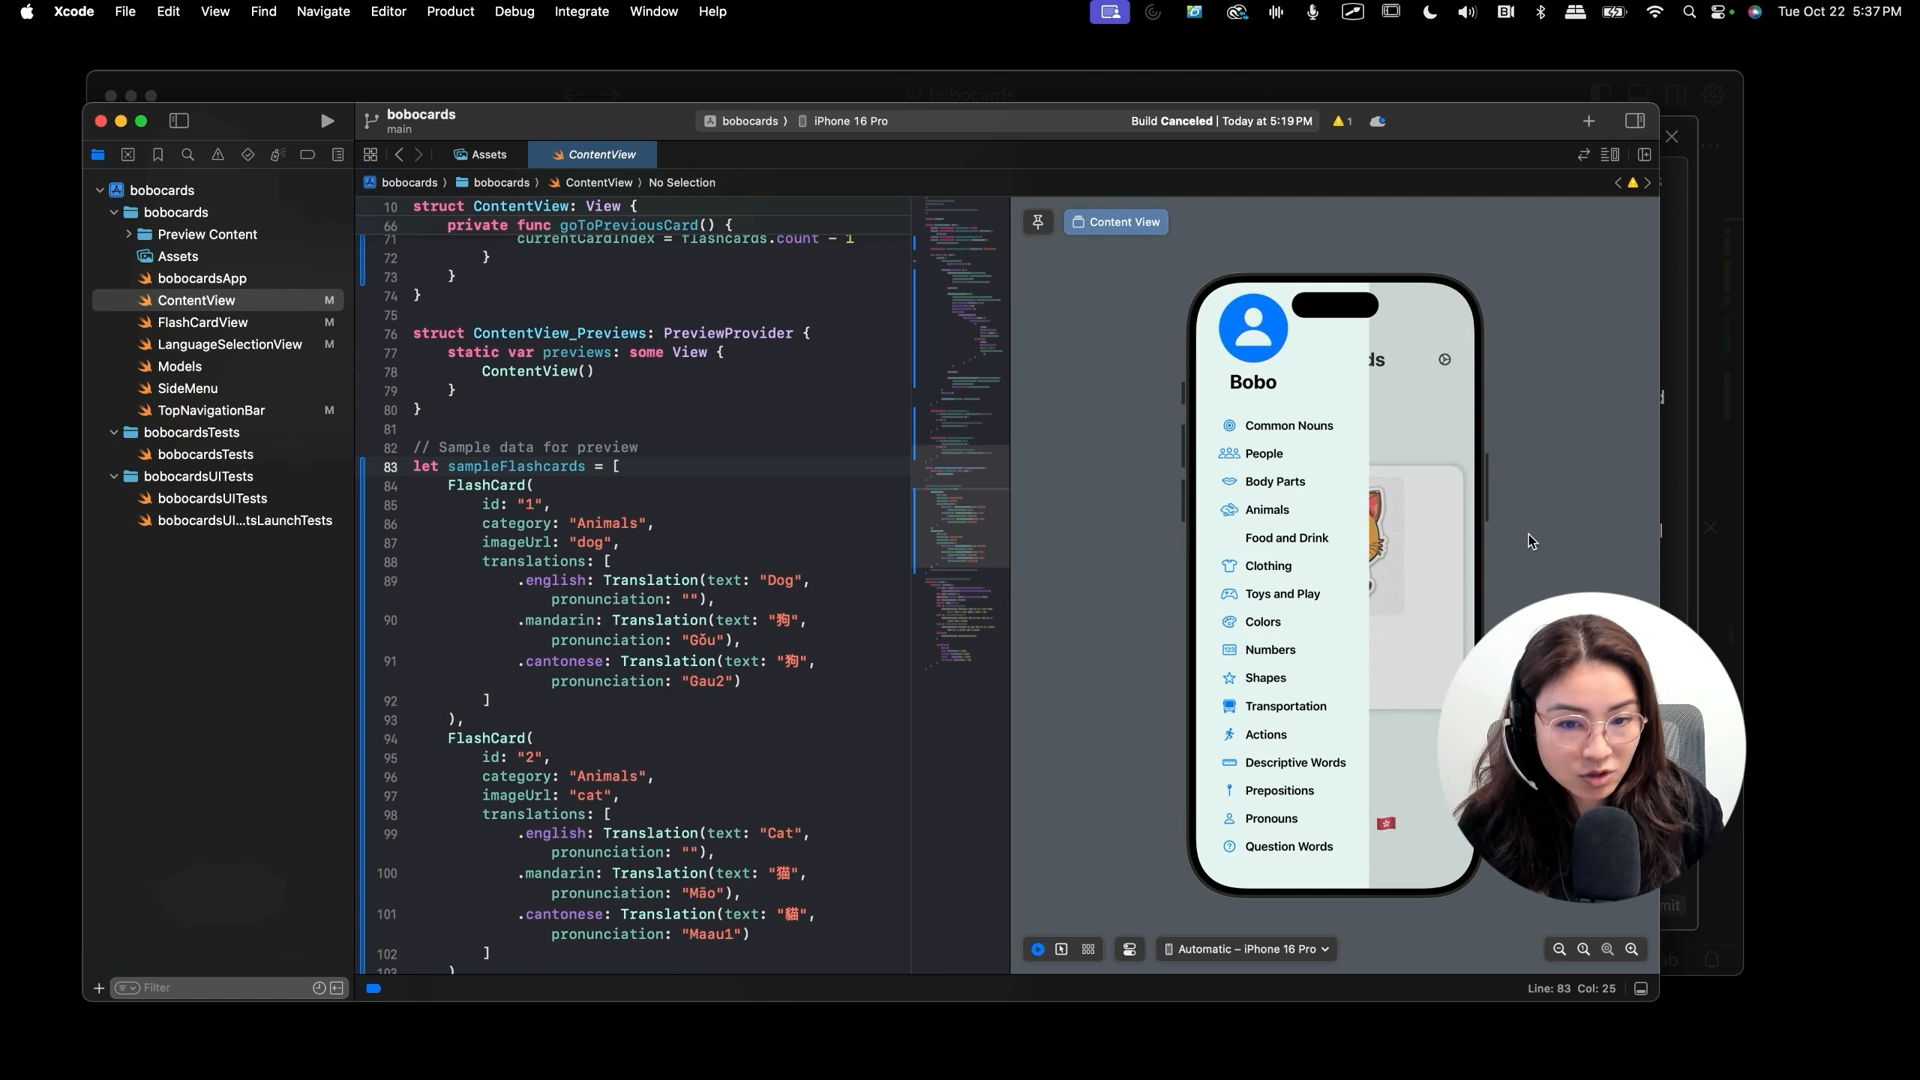 Xcode File Edit View Find Navigate Editor Product Debug Integrate Window Help
Tue Oct 22 5:37 PM
bobocards
bobocards
main
bobocards 〉 iPhone 16 Pro
Build Canceled | Today at 5:19 PM
1
Assets
ContentView
bobocards 〉 bobocards 〉 ContentView 〉 No Selection
bobocards
bobocards
Preview Content
Assets
bobocardsApp
ContentView M
FlashCardView M
LanguageSelectionView M
Models
SideMenu
TopNavigationBar M
bobocardsTests
bobocardsTests
bobocardsUITests
bobocardsUITests
bobocardsUI...tsLaunchTests
Filter
10 struct ContentView: View {
66 private func goToPreviousCard() {
71 currentCardIndex = flashcards.count - 1
72 }
73 }
74 }
75
76 struct ContentView_Previews: PreviewProvider {
77 static var previews: some View {
78 ContentView()
79 }
80 }
81
82 // Sample data for preview
83 let sampleFlashcards = [
84 FlashCard(
85 id: "1",
86 category: "Animals",
87 imageUrl: "dog",
88 translations: [
89 .english: Translation(text: "Dog",
pronunciation: ""),
90 .mandarin: Translation(text: "狗",
pronunciation: "Gǒu"),
91 .cantonese: Translation(text: "狗",
pronunciation: "Gau2")
92 ]
93 ),
94 FlashCard(
95 id: "2",
96 category: "Animals",
97 imageUrl: "cat",
98 translations: [
99 .english: Translation(text: "Cat",
pronunciation: ""),
100 .mandarin: Translation(text: "猫",
pronunciation: "Māo"),
101 .cantonese: Translation(text: "貓",
pronunciation: "Maau1")
102 ]
103 )
Content View
Bobo
ds
Common Nouns
People
Body Parts
Animals
Food and Drink
Clothing
Toys and Play
Colors
Numbers
Shapes
Transportation
Actions
Descriptive Words
Prepositions
Pronouns
Question Words
Automatic – iPhone 16 Pro
Line: 83 Col: 25